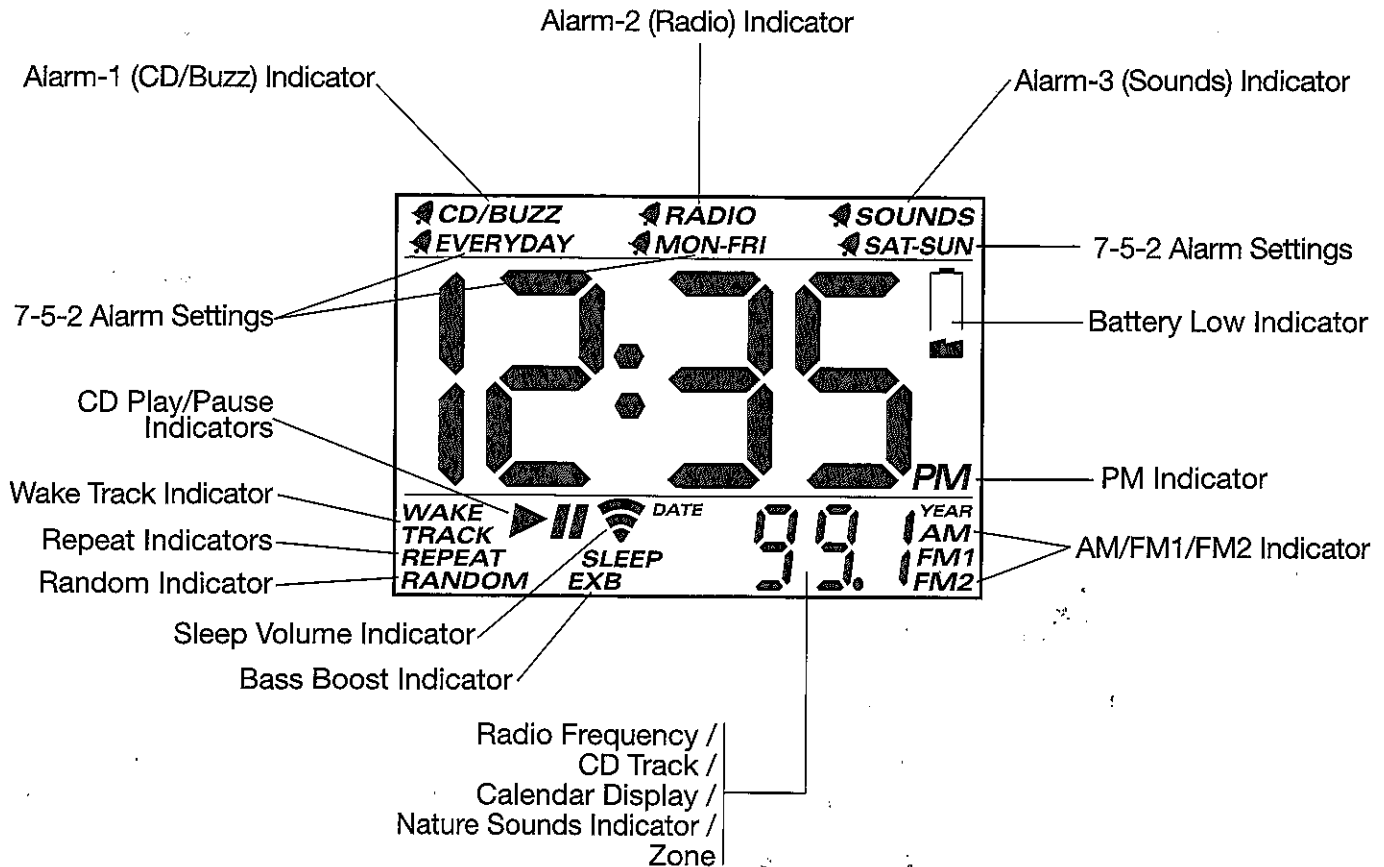 Alarm-2 (Radio) Indicator
Alarm-1 (CD/Buzz) Indicator
Alarm-3 (Sounds) Indicator
CD/BUZZ RADIO SOUNDS
EVERYDAY MON-FRI SAT-SUN
7-5-2 Alarm Settings
7-5-2 Alarm Settings
12:35
Battery Low Indicator
CD Play/Pause
Indicators
PM
PM Indicator
Wake Track Indicator
WAKE
TRACK
DATE
99.1
YEAR
AM
FM1
FM2
AM/FM1/FM2 Indicator
Repeat Indicators
REPEAT SLEEP
Random Indicator
RANDOM EXB
Sleep Volume Indicator
Bass Boost Indicator
Radio Frequency /
CD Track /
Calendar Display /
Nature Sounds Indicator /
Zone